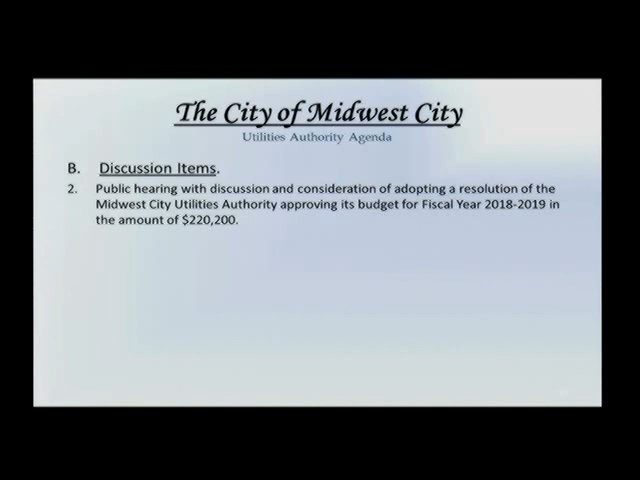 The City of Midwest City
Utilities Authority Agenda
B. Discussion Items.
2. Public hearing with discussion and consideration of adopting a resolution of the
Midwest City Utilities Authority approving its budget for Fiscal Year 2018-2019 in
the amount of $220,200.